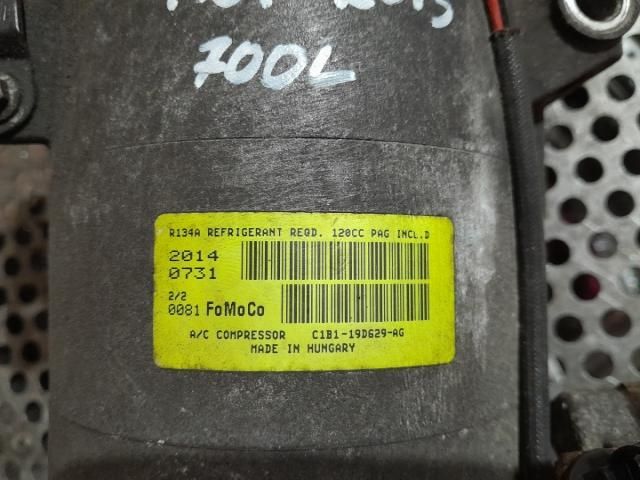 700L
R134A REFRIGERANT REQD. 120CC PAG INCL.D
2014
0731
2/2
0081 FoMoCo
A/C COMPRESSOR C1B1-19D629-AG
MADE IN HUNGARY